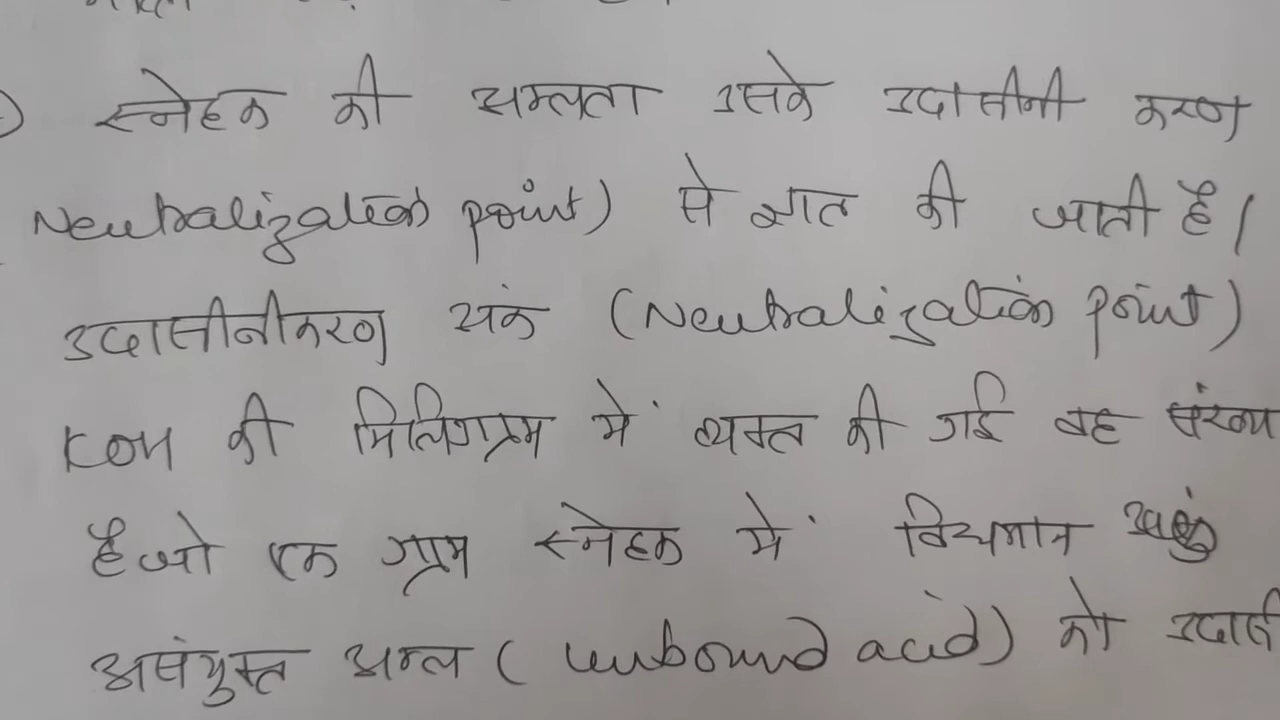 स्नेहक की अम्लता उसके उदासीनी करण
Neutralization point) से ज्ञात की जाती है।
उदासीनीकरण अंक (Neutralization point)
KOH की मिलिग्राम में व्यक्त की गई वह संख्या
है जो एक ग्राम स्नेहक में विद्यमान
असंयुक्त अम्ल (unbound acid) को उदासी